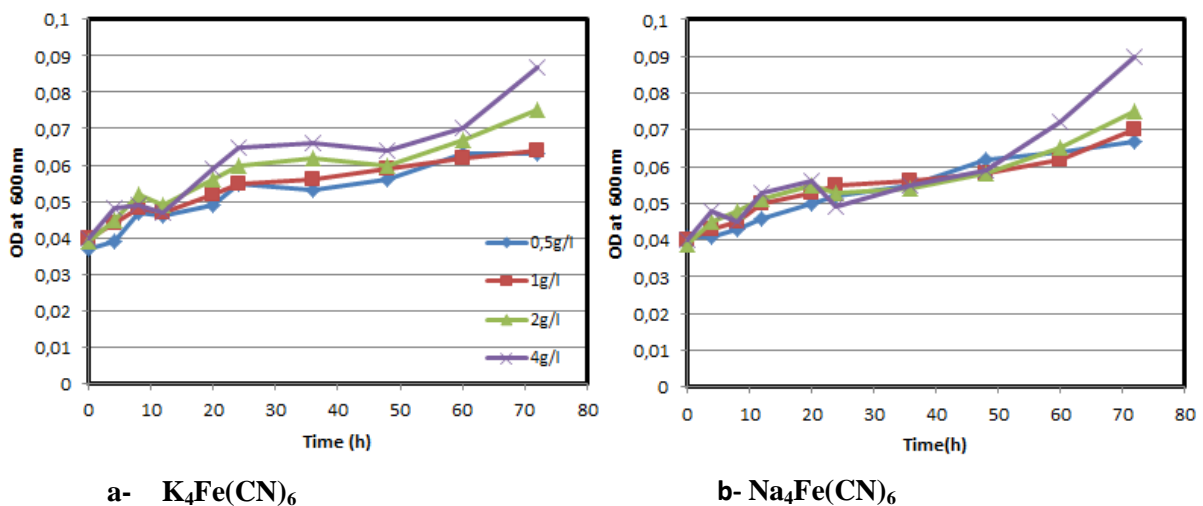 0,1
0,09
0,08
0,07
0,06
0,05
0,04
0,03
0,02
0,01
0
OD at 600nm
0 10 20 30 40 50 60 70 80
Time (h)
0,5g/l
1g/l
2g/l
4g/l
a- K₄Fe(CN)₆
0,1
0,09
0,08
0,07
0,06
0,05
0,04
0,03
0,02
0,01
0
OD at 600nm
0 10 20 30 40 50 60 70 80
Time(h)
b- Na₄Fe(CN)₆